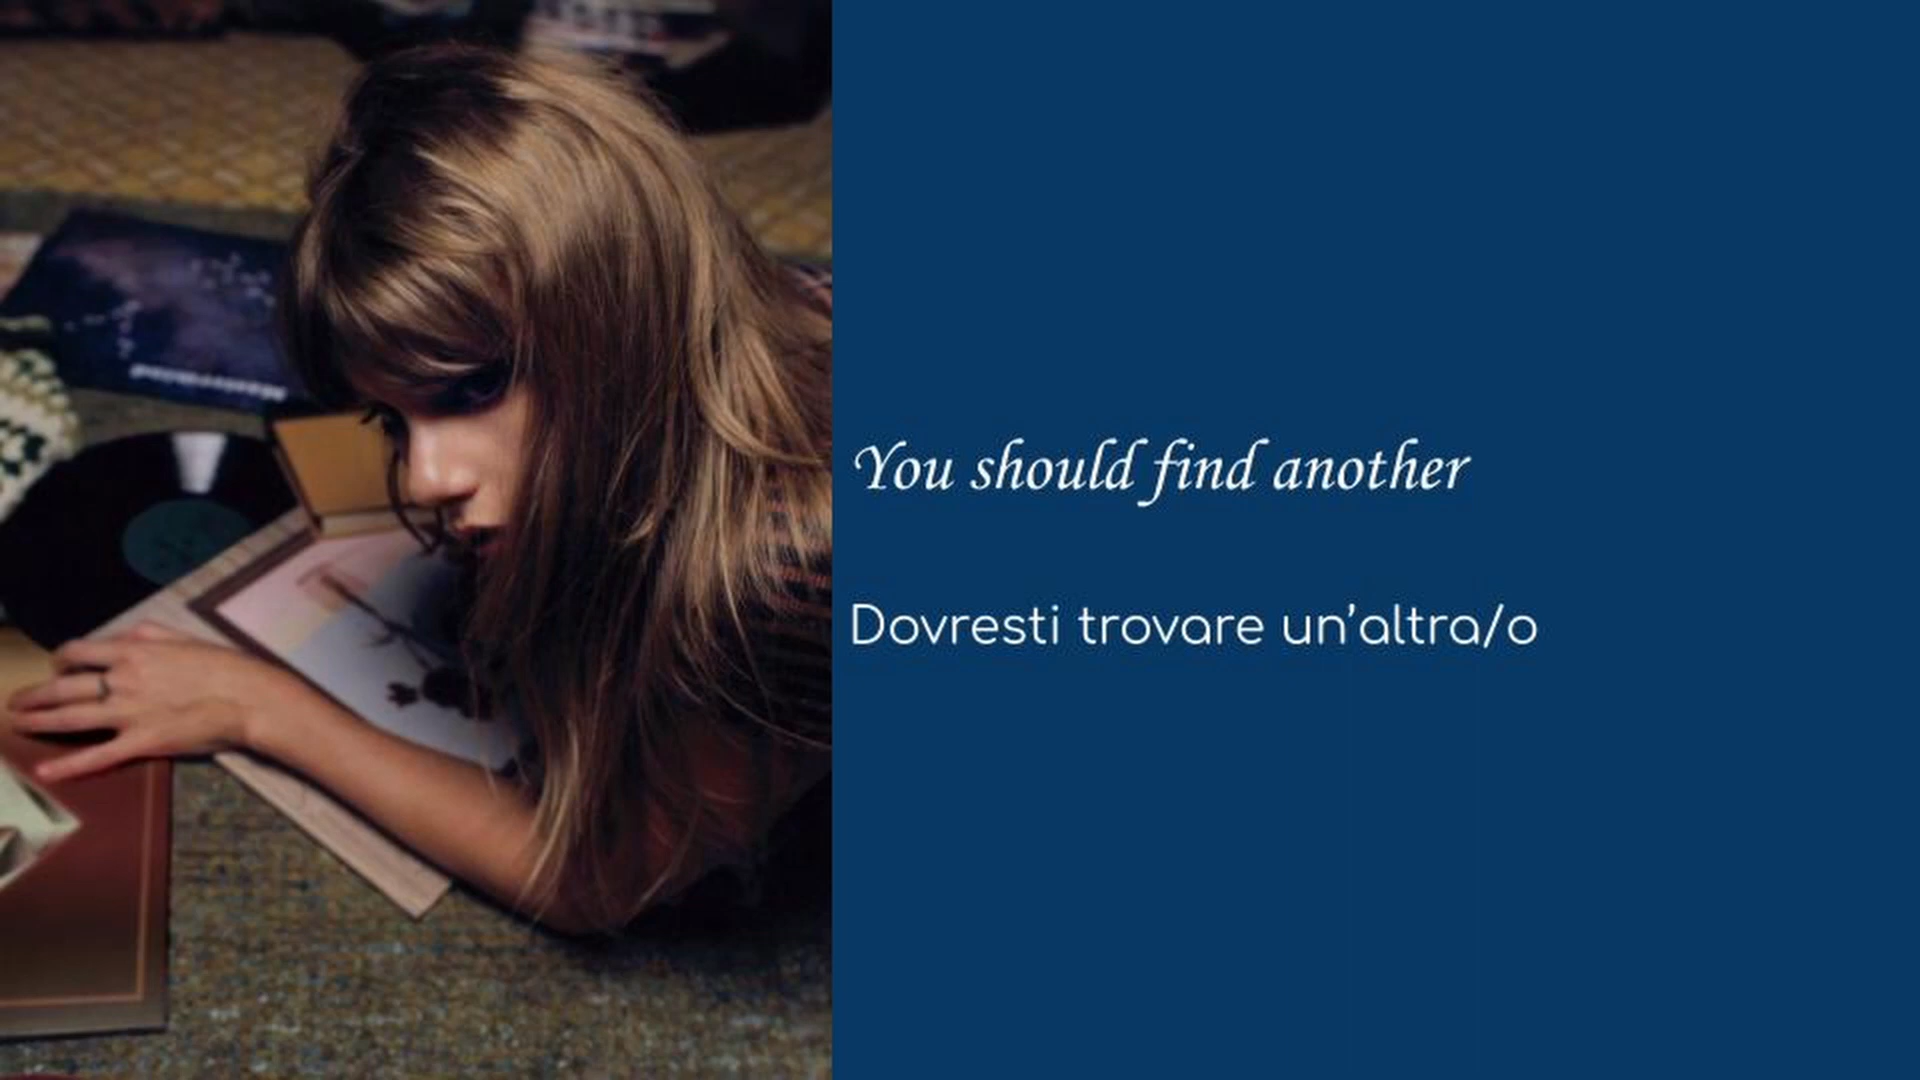 You should find another
Dovresti trovare un’altra/o